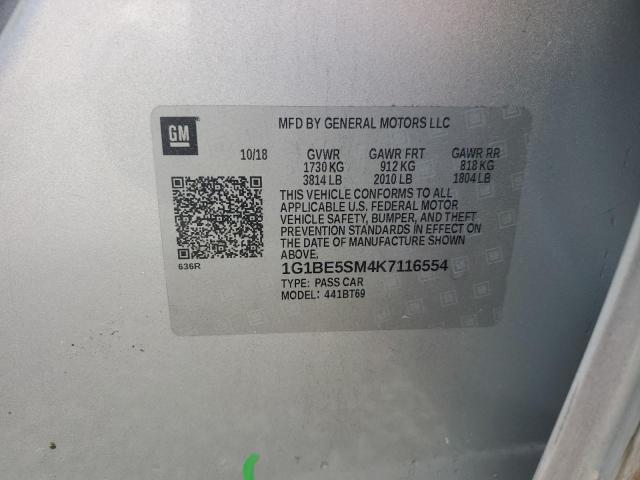 GM
MFD BY GENERAL MOTORS LLC
10/18 GVWR GAWR FRT GAWR RR
1730 KG 912 KG 818 KG
3814 LB 2010 LB 1804 LB
THIS VEHICLE CONFORMS TO ALL
APPLICABLE U.S. FEDERAL MOTOR
VEHICLE SAFETY, BUMPER, AND THEFT
PREVENTION STANDARDS IN EFFECT ON
THE DATE OF MANUFACTURE SHOWN
ABOVE.
636R
1G1BE5SM4K7116554
TYPE: PASS CAR
MODEL: 441BT69